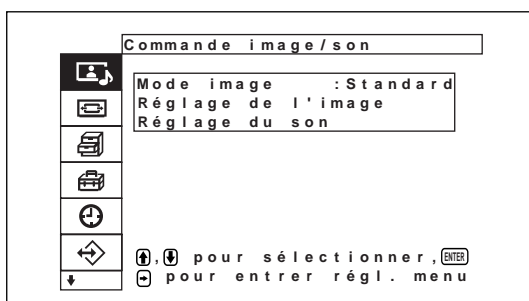 Commande image/son
Mode image :Standard
Réglage de l'image
Réglage du son
, pour sélectionner, ENTER
pour entrer régl. menu